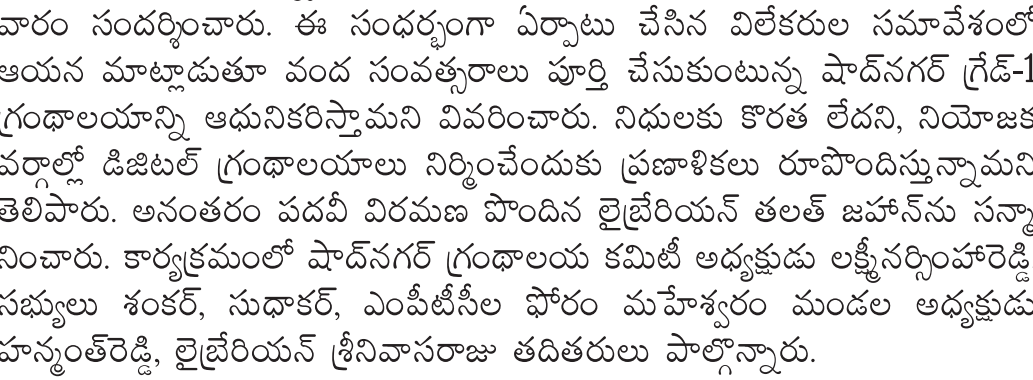 వారం సందర్శించారు. ఈ సంధర్భంగా ఏర్పాటు చేసిన విలేకరుల సమావేశంలో
ఆయన మాట్లాడుతూ వంద సంవత్సరాలు పూర్తి చేసుకుంటున్న షాద్‌నగర్ గ్రేడ్-1
గ్రంథాలయాన్ని ఆధునికరిస్తామని వివరించారు. నిధులకు కొరత లేదని, నియోజక
వర్గాల్లో డిజిటల్ గ్రంథాలయాలు నిర్మించేందుకు ప్రణాళికలు రూపొందిస్తున్నామని
తెలిపారు. అనంతరం పదవీ విరమణ పొందిన లైబ్రేరియన్ తలత్ జహాన్‌ను సన్మా
నించారు. కార్యక్రమంలో షాద్‌నగర్ గ్రంథాలయ కమిటీ అధ్యక్షుడు లక్ష్మీనర్సింహారెడ్డి
సభ్యులు శంకర్, సుధాకర్, ఎంపీటీసీల ఫోరం మహేశ్వరం మండల అధ్యక్షుడు
హన్మంత్‌రెడ్డి, లైబ్రేరియన్ శ్రీనివాసరాజు తదితరులు పాల్గొన్నారు.